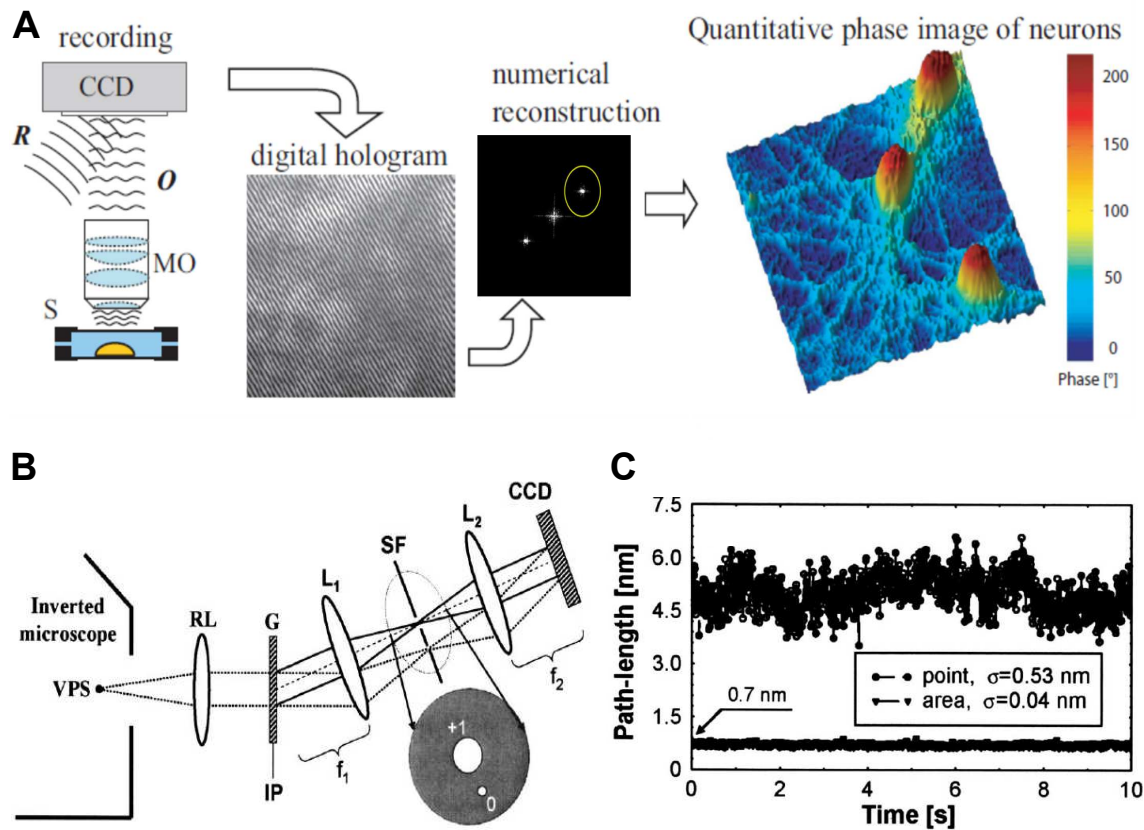 A
recording
CCD
R
O
MO
S
digital hologram
numerical
reconstruction
Quantitative phase image of neurons
200
150
100
50
0
Phase [°]
B
Inverted
microscope
VPS
RL
G
IP
L1
f1
SF
L2
f2
CCD
+1
0
C
Path-length [nm]
7.5
6.0
4.5
3.0
1.5
0
0.7 nm
point, σ=0.53 nm
area, σ=0.04 nm
0 2 4 6 8 10
Time [s]